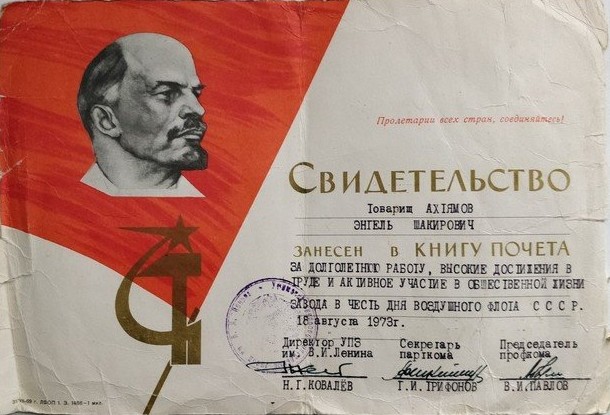 Пролетарии всех стран, соединяйтесь!
СВИДЕТЕЛЬСТВО
Товарищ АХІЯМОВ
ЭНГЕЛЬ ШАКИРОВИЧ
ЗАНЕСЕН В КНИГУ ПОЧЕТА
ЗА ДОЛГОЛЕТНЮЮ РАБОТУ, ВЫСОКИЕ ДОСТИЖЕНИЯ В
ТРУДЕ И АКТИВНОЕ УЧАСТИЕ В ОБЩЕСТВЕННОЙ ЖИЗНИ
ЗАВОДА В ЧЕСТЬ ДНЯ ВОЗДУШНОГО ФЛОТА С С С Р.
18 августа 1973г.
Директор УПЗ Секретарь Председатель
им. В.И.Ленина парткома профкома
Н.Г.КОВАЛЁВ Г.И.ТРИФОНОВ В.И.ПАВЛОВ